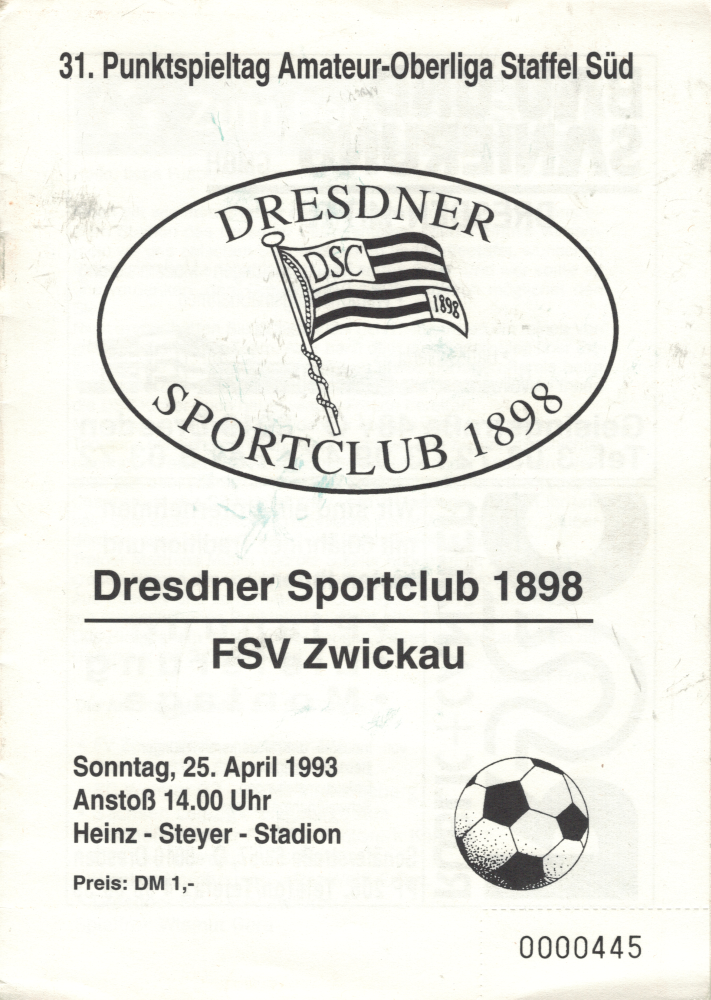 31. Punktspieltag Amateur-Oberliga Staffel Süd
DRESDNER
DSC
1898
SPORTCLUB 1898
Dresdner Sportclub 1898
FSV Zwickau
Sonntag, 25. April 1993
Anstoß 14.00 Uhr
Heinz - Steyer - Stadion
Preis: DM 1,-
0000445